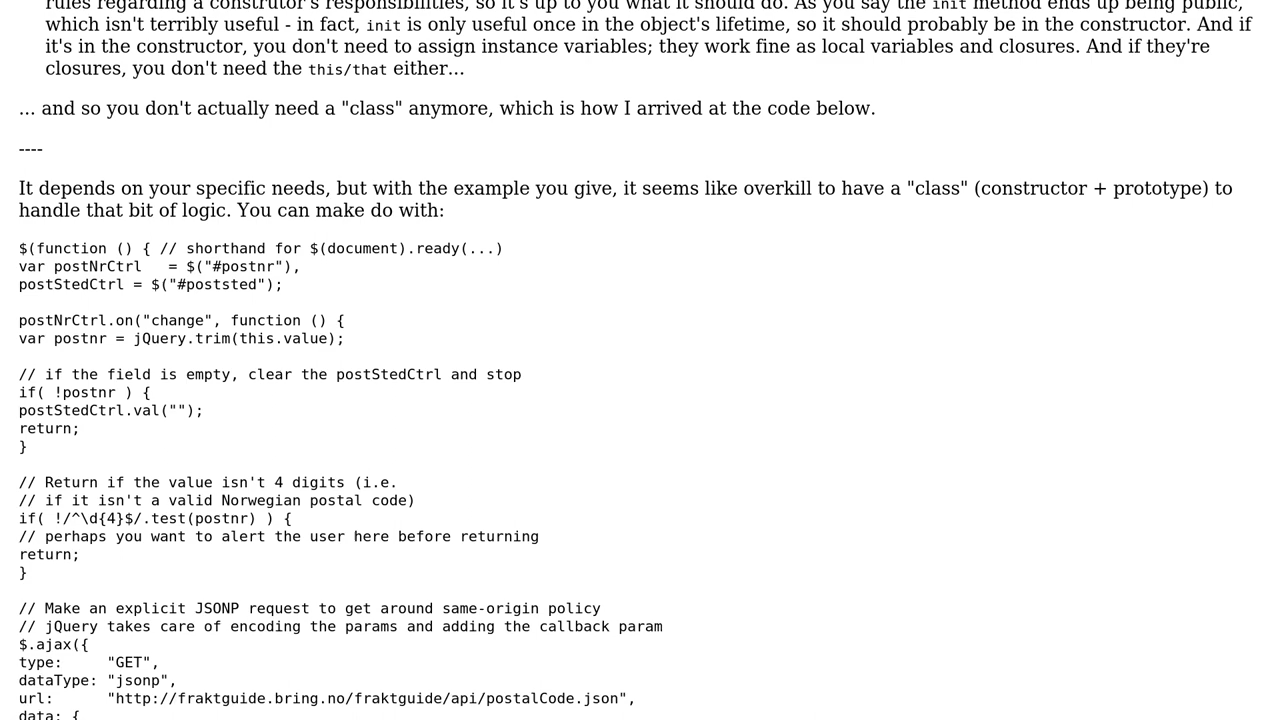 rules regarding a construtor's responsibilities, so it's up to you what it should do. As you say the init method ends up being public,
which isn't terribly useful - in fact, init is only useful once in the object's lifetime, so it should probably be in the constructor. And if
it's in the constructor, you don't need to assign instance variables; they work fine as local variables and closures. And if they're
closures, you don't need the this/that either...
... and so you don't actually need a "class" anymore, which is how I arrived at the code below.
----
It depends on your specific needs, but with the example you give, it seems like overkill to have a "class" (constructor + prototype) to
handle that bit of logic. You can make do with:
$(function () { // shorthand for $(document).ready(...)
var postNrCtrl   = $("#postnr"),
postStedCtrl = $("#poststed");
postNrCtrl.on("change", function () {
var postnr = jQuery.trim(this.value);
// if the field is empty, clear the postStedCtrl and stop
if( !postnr ) {
postStedCtrl.val("");
return;
}
// Return if the value isn't 4 digits (i.e.
// if it isn't a valid Norwegian postal code)
if( !/^\d{4}$/.test(postnr) ) {
// perhaps you want to alert the user here before returning
return;
}
// Make an explicit JSONP request to get around same-origin policy
// jQuery takes care of encoding the params and adding the callback param
$.ajax({
type:     "GET",
dataType: "jsonp",
url:      "http://fraktguide.bring.no/fraktguide/api/postalCode.json",
data: {